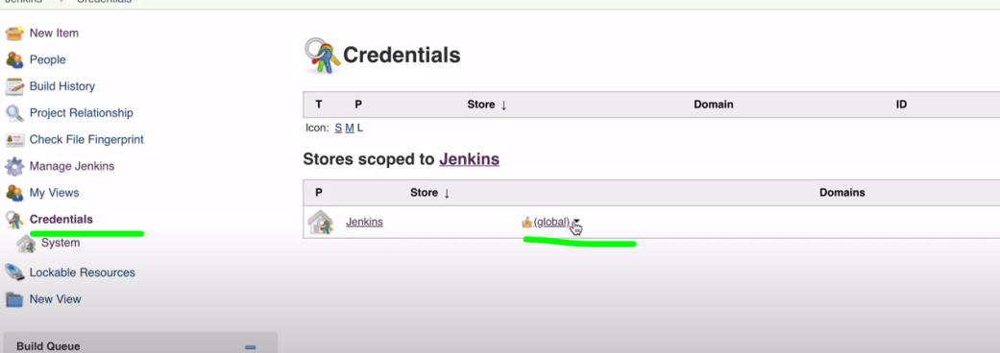 Jenkins Credentials
New Item
People
Build History
Project Relationship
Check File Fingerprint
Manage Jenkins
My Views
Credentials
System
Lockable Resources
New View
Build Queue
Credentials
T P Store ↓ Domain ID
Icon: S M L
Stores scoped to Jenkins
P Store ↓ Domains
Jenkins (global)